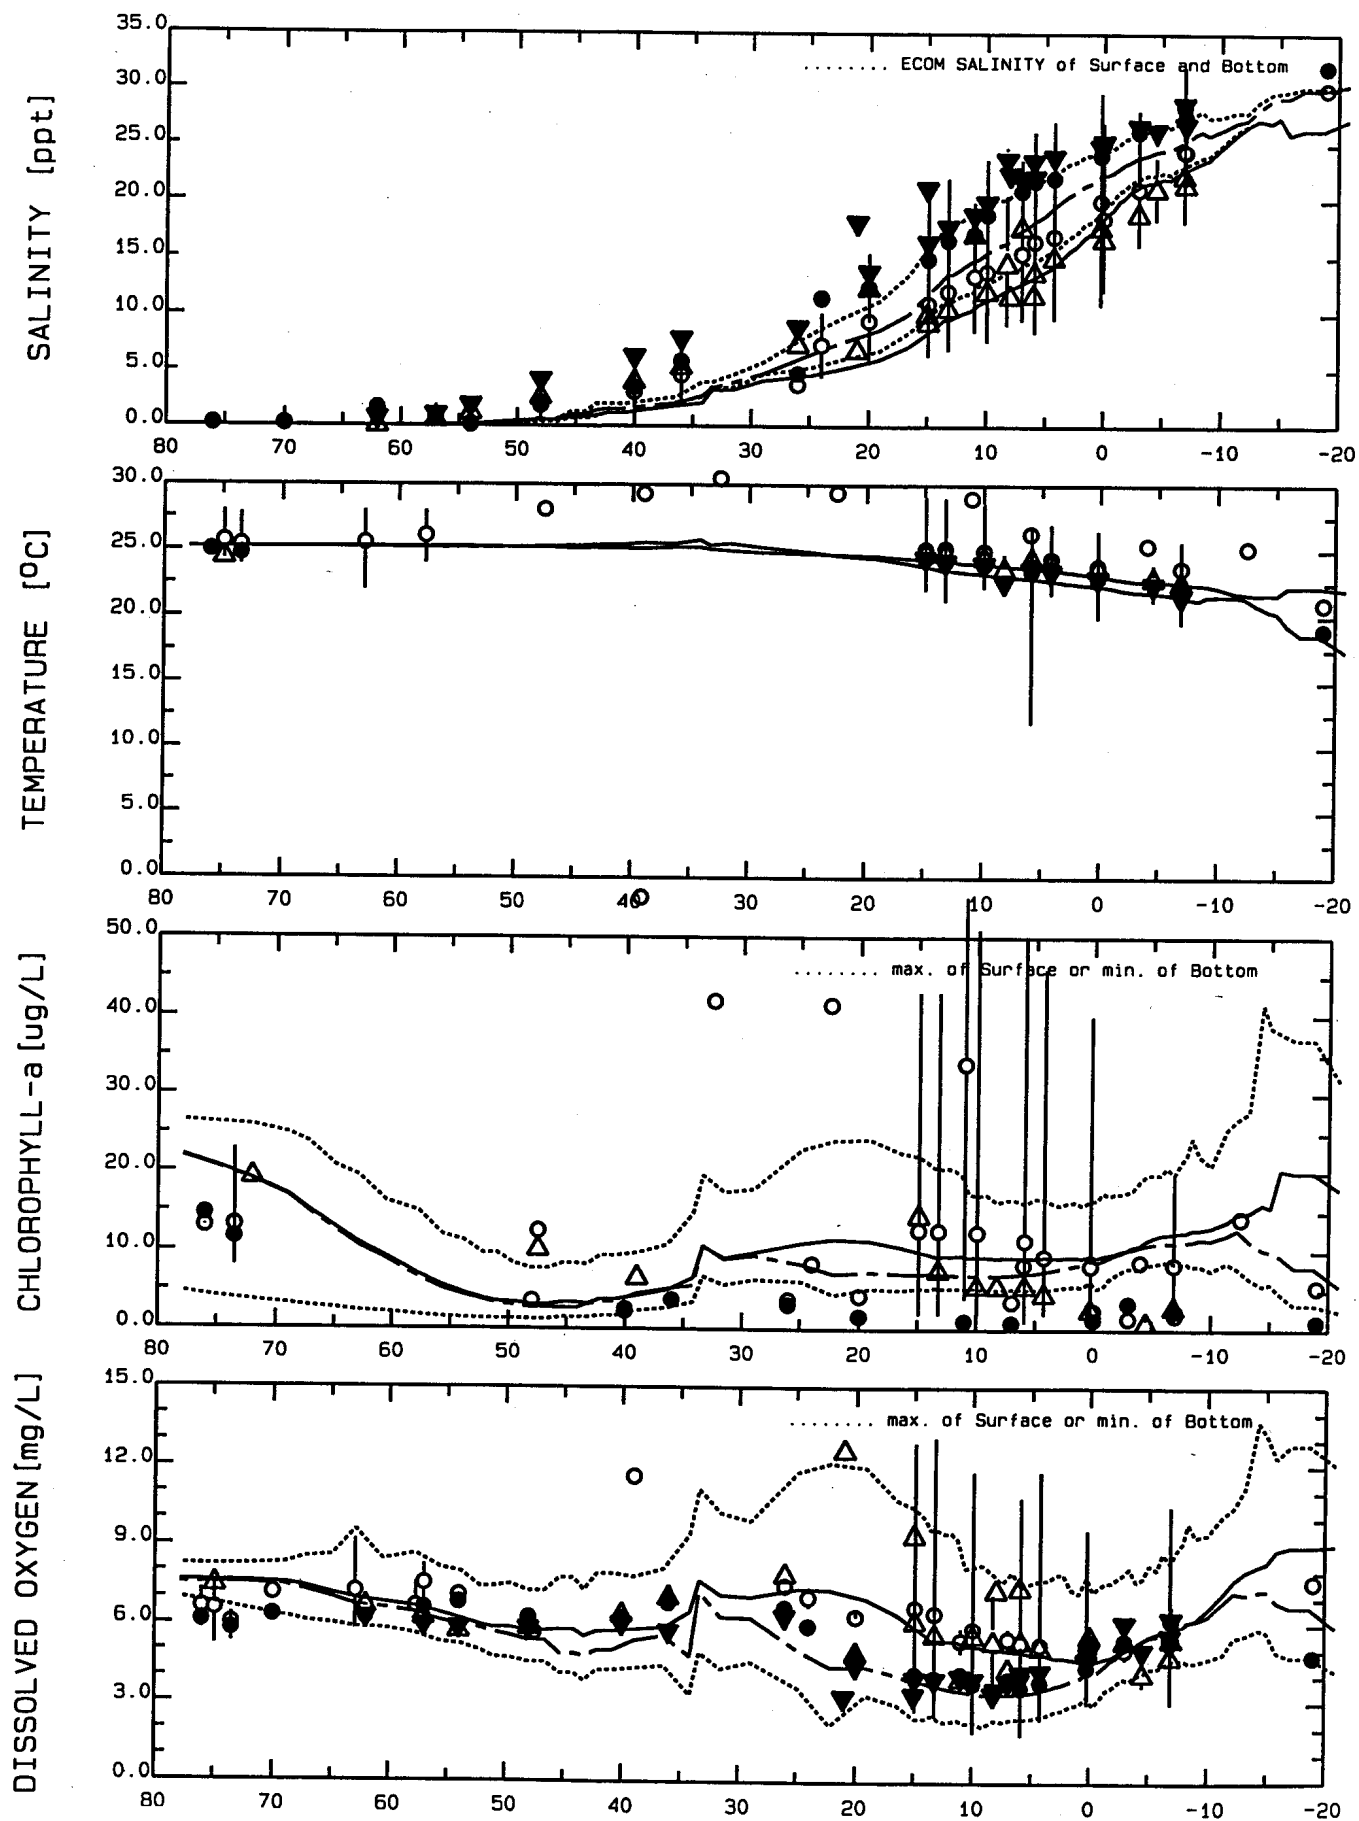 SALINITY [ppt]
35.0
30.0
25.0
20.0
15.0
10.0
5.0
0.0
........ ECOM SALINITY of Surface and Bottom
80 70 60 50 40 30 20 10 0 -10 -20
TEMPERATURE [ºC]
30.0
25.0
20.0
15.0
10.0
5.0
0.0
80 70 60 50 40 30 20 10 0 -10 -20
CHLOROPHYLL-a [ug/L]
50.0
40.0
30.0
20.0
10.0
0.0
........ max. of Surface or min. of Bottom
80 70 60 50 40 30 20 10 0 -10 -20
DISSOLVED OXYGEN [mg/L]
15.0
12.0
9.0
6.0
3.0
0.0
........ max. of Surface or min. of Bottom
80 70 60 50 40 30 20 10 0 -10 -20